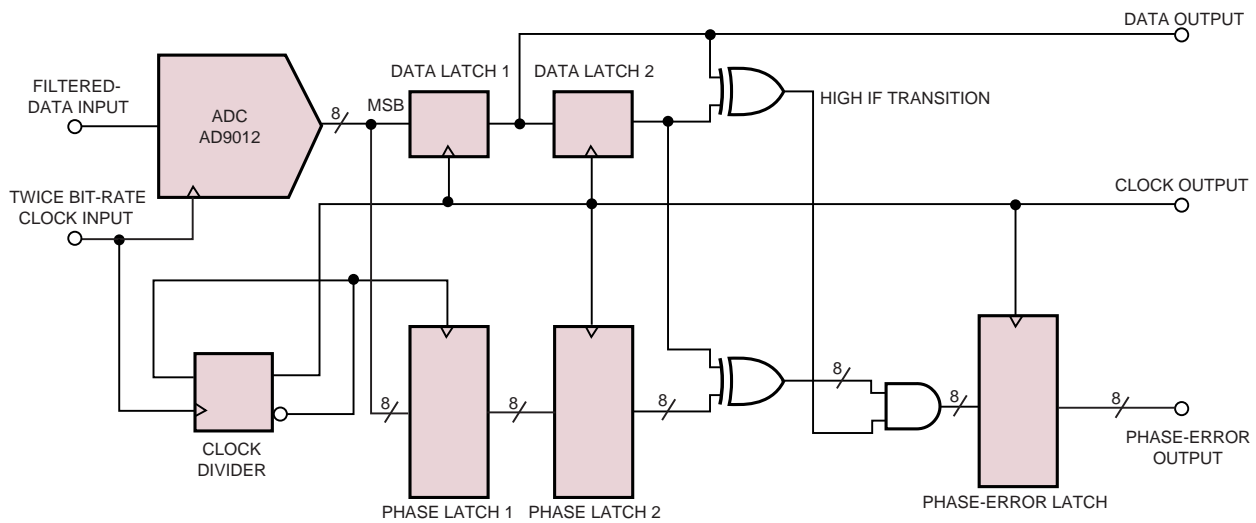 DATA OUTPUT
FILTERED-
DATA INPUT
ADC
AD9012
8
MSB
DATA LATCH 1
DATA LATCH 2
HIGH IF TRANSITION
TWICE BIT-RATE
CLOCK INPUT
CLOCK OUTPUT
CLOCK
DIVIDER
8
8
8
8
8
8
PHASE-ERROR
OUTPUT
PHASE LATCH 1
PHASE LATCH 2
PHASE-ERROR LATCH